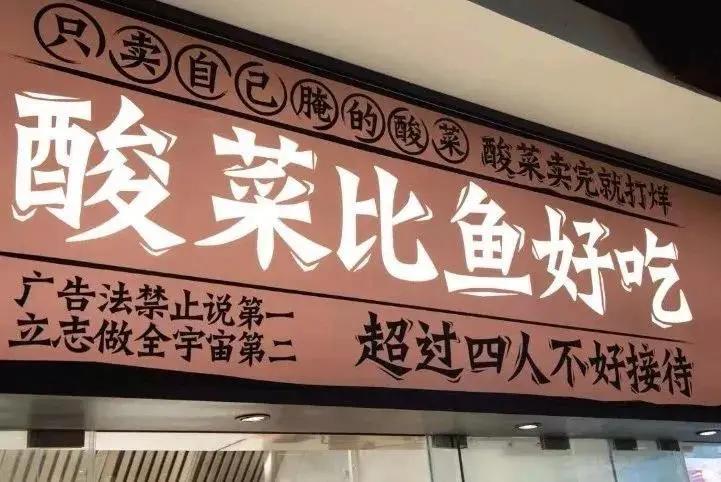 只卖自己腌的酸菜 酸菜卖完就打烊
酸菜比鱼好吃
广告法禁止说第一
立志做全宇宙第二
超过四人不好接待